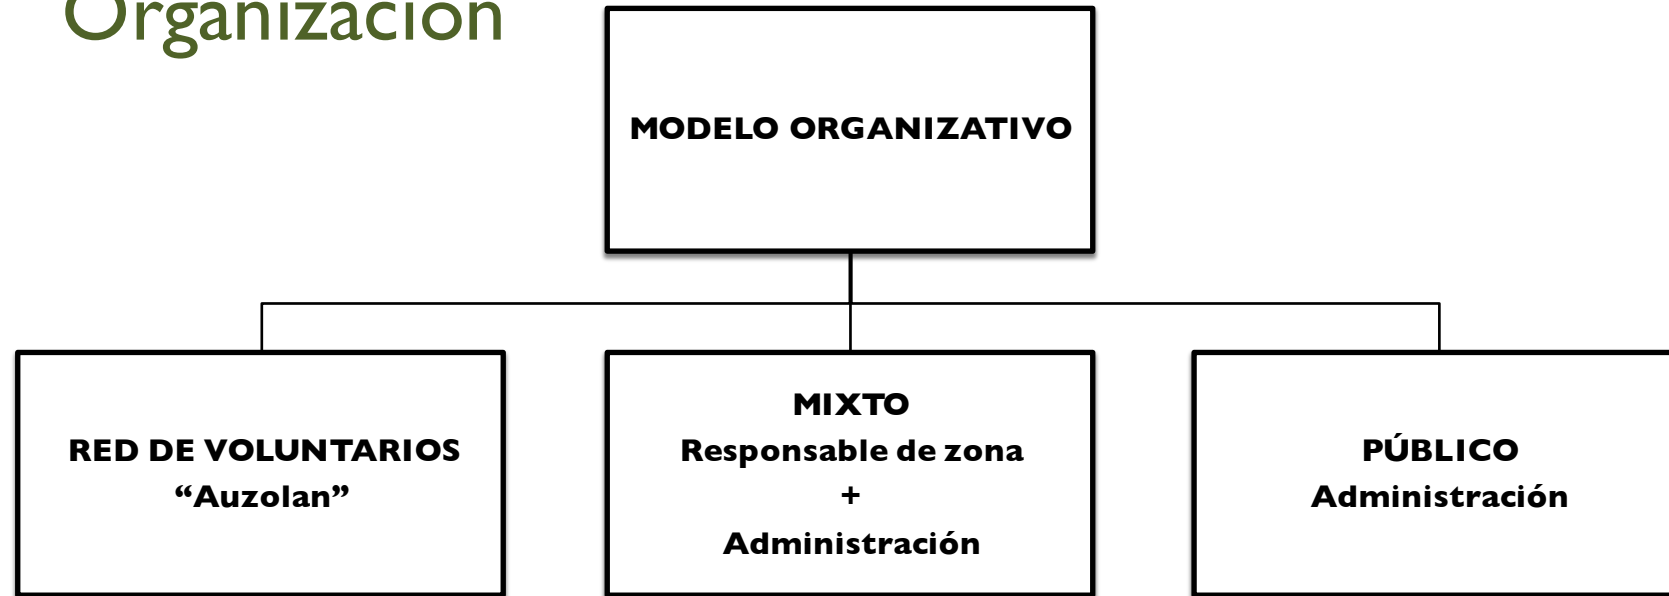 Organización
MODELO ORGANIZATIVO
RED DE VOLUNTARIOS
“Auzolan”
MIXTO
Responsable de zona
+
Administración
PÚBLICO
Administración